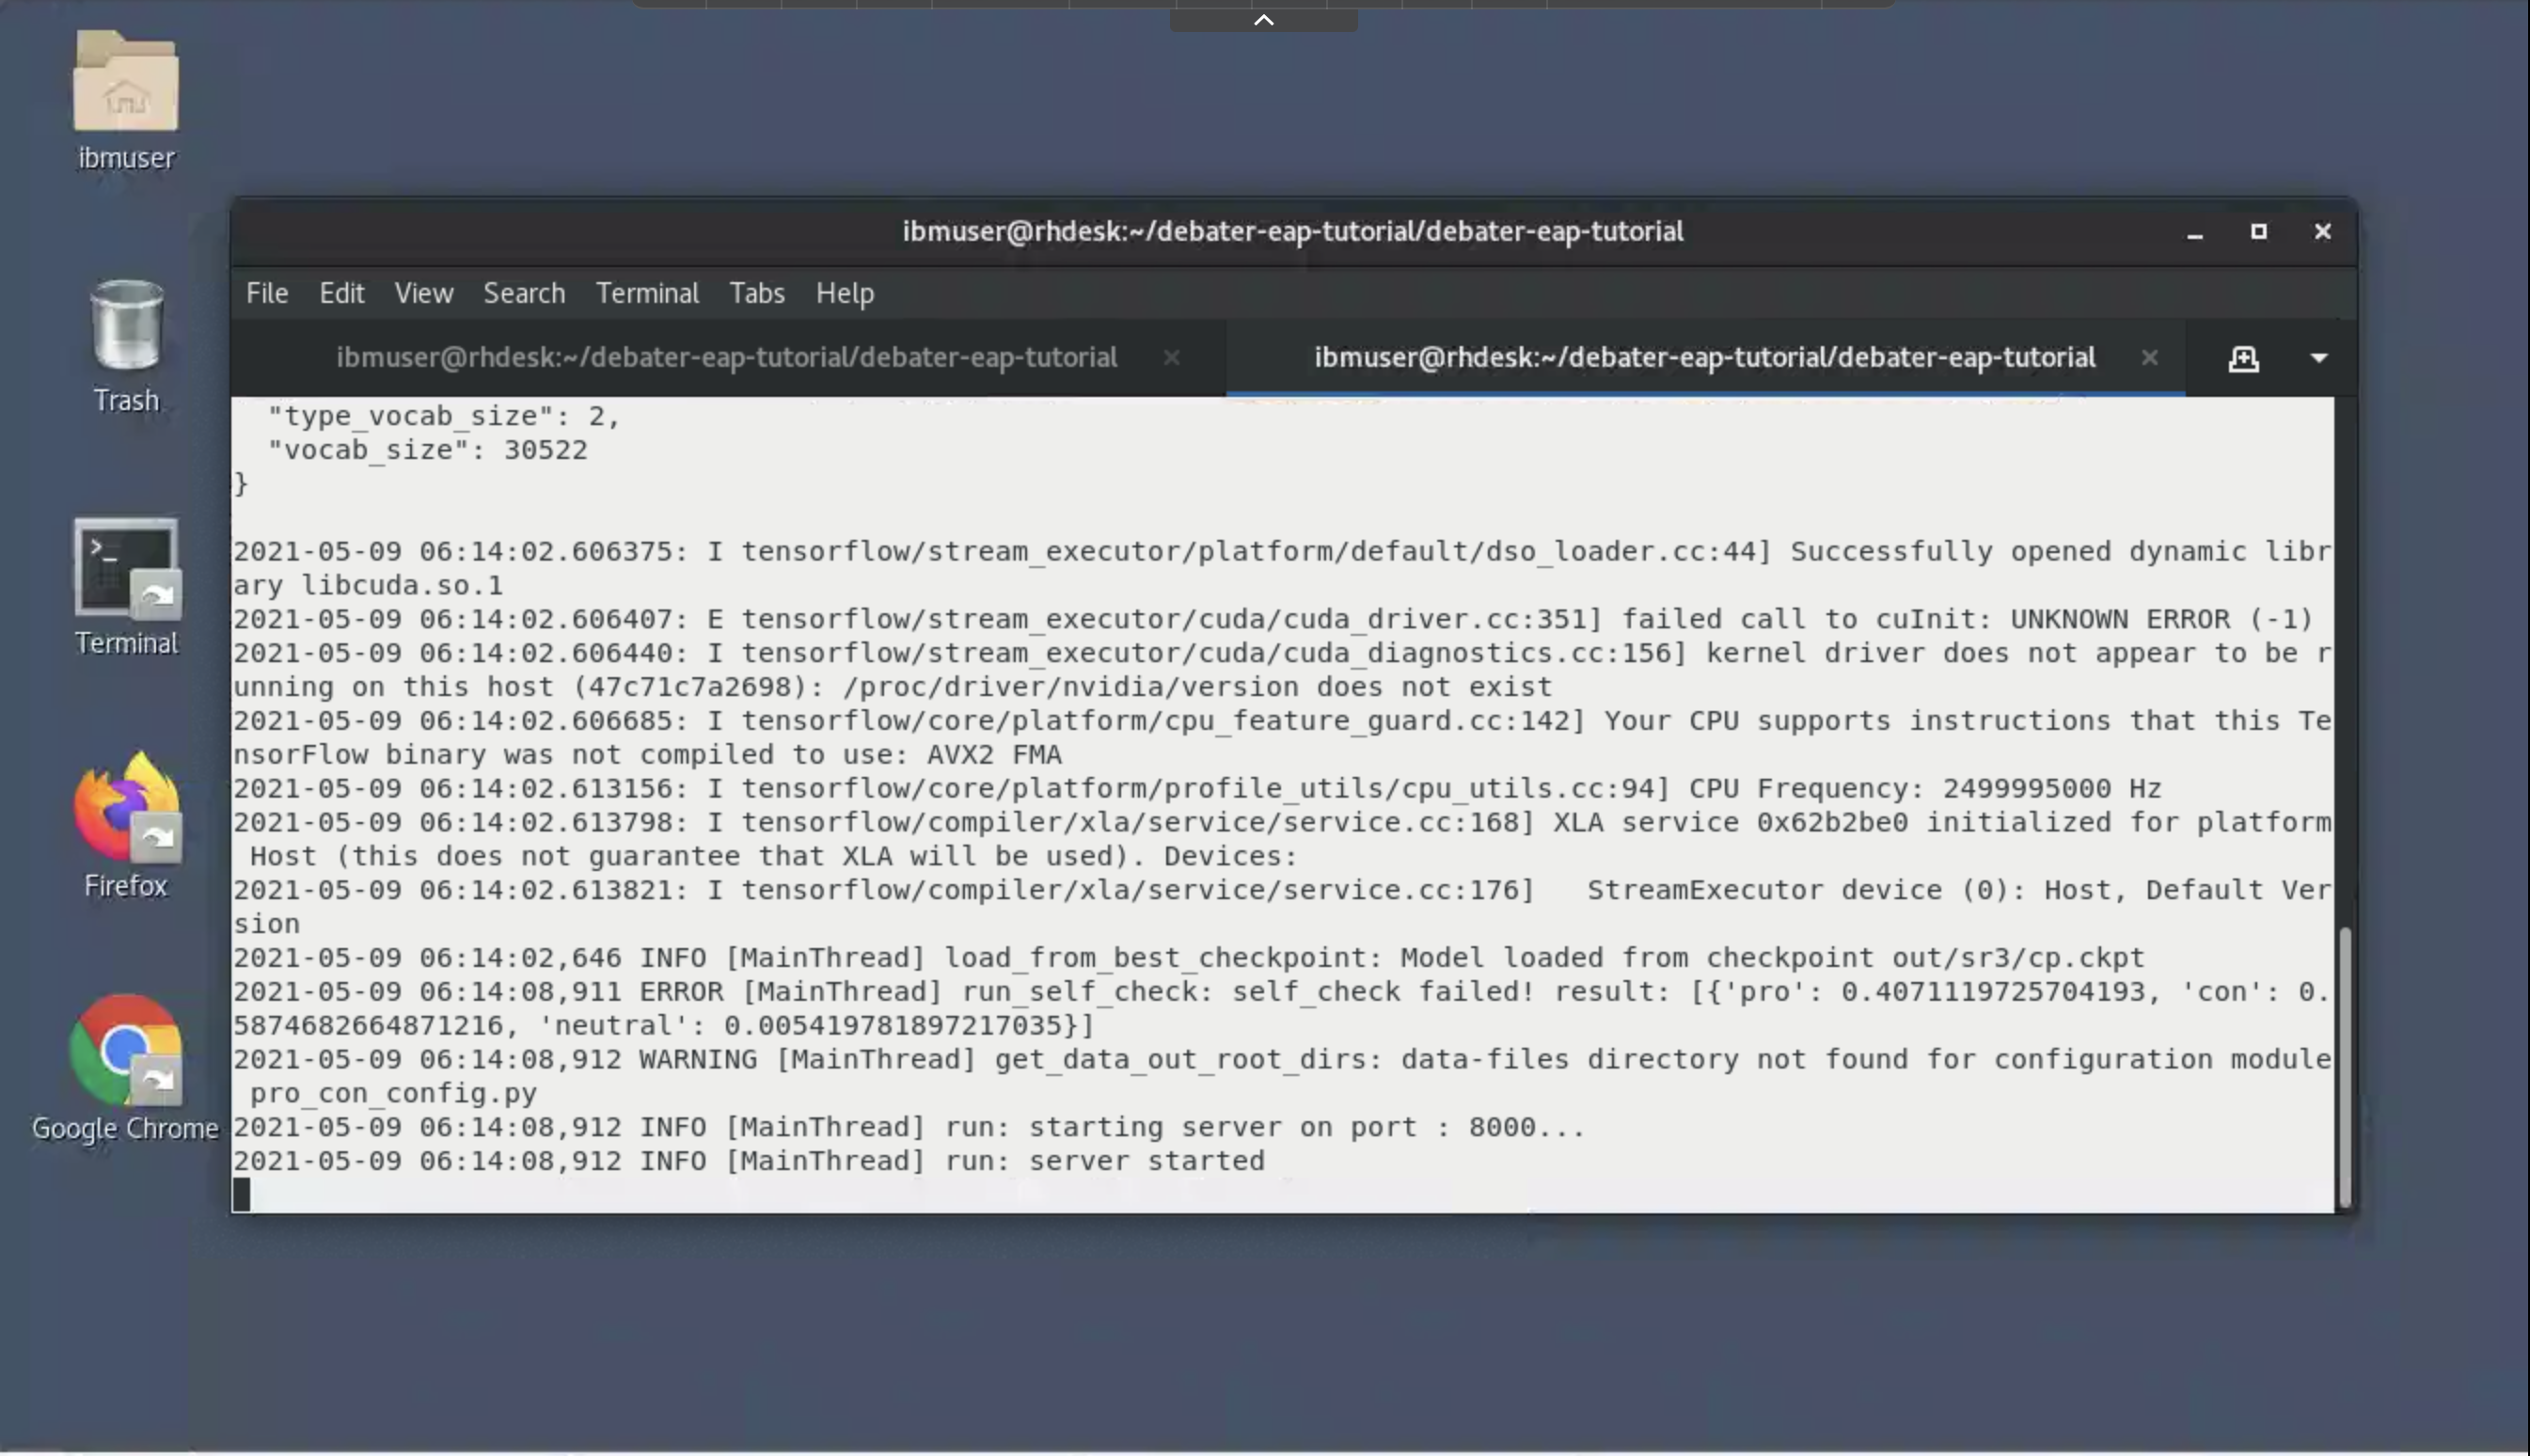 ibmuser
Trash
Terminal
Firefox
Google Chrome
ibmuser@rhdesk:~/debater-eap-tutorial/debater-eap-tutorial
File Edit View Search Terminal Tabs Help
ibmuser@rhdesk:~/debater-eap-tutorial/debater-eap-tutorial ibmuser@rhdesk:~/debater-eap-tutorial/debater-eap-tutorial
"type_vocab_size": 2,
"vocab_size": 30522
}
2021-05-09 06:14:02.606375: I tensorflow/stream_executor/platform/default/dso_loader.cc:44] Successfully opened dynamic libr
ary libcuda.so.1
2021-05-09 06:14:02.606407: E tensorflow/stream_executor/cuda/cuda_driver.cc:351] failed call to cuInit: UNKNOWN ERROR (-1)
2021-05-09 06:14:02.606440: I tensorflow/stream_executor/cuda/cuda_diagnostics.cc:156] kernel driver does not appear to be r
unning on this host (47c71c7a2698): /proc/driver/nvidia/version does not exist
2021-05-09 06:14:02.606685: I tensorflow/core/platform/cpu_feature_guard.cc:142] Your CPU supports instructions that this Te
nsorFlow binary was not compiled to use: AVX2 FMA
2021-05-09 06:14:02.613156: I tensorflow/core/platform/profile_utils/cpu_utils.cc:94] CPU Frequency: 2499995000 Hz
2021-05-09 06:14:02.613798: I tensorflow/compiler/xla/service/service.cc:168] XLA service 0x62b2be0 initialized for platform
Host (this does not guarantee that XLA will be used). Devices:
2021-05-09 06:14:02.613821: I tensorflow/compiler/xla/service/service.cc:176]   StreamExecutor device (0): Host, Default Ver
sion
2021-05-09 06:14:02,646 INFO [MainThread] load_from_best_checkpoint: Model loaded from checkpoint out/sr3/cp.ckpt
2021-05-09 06:14:08,911 ERROR [MainThread] run_self_check: self_check failed! result: [{'pro': 0.4071119725704193, 'con': 0.
5874682664871216, 'neutral': 0.005419781897217035}]
2021-05-09 06:14:08,912 WARNING [MainThread] get_data_out_root_dirs: data-files directory not found for configuration module
pro_con_config.py
2021-05-09 06:14:08,912 INFO [MainThread] run: starting server on port : 8000...
2021-05-09 06:14:08,912 INFO [MainThread] run: server started